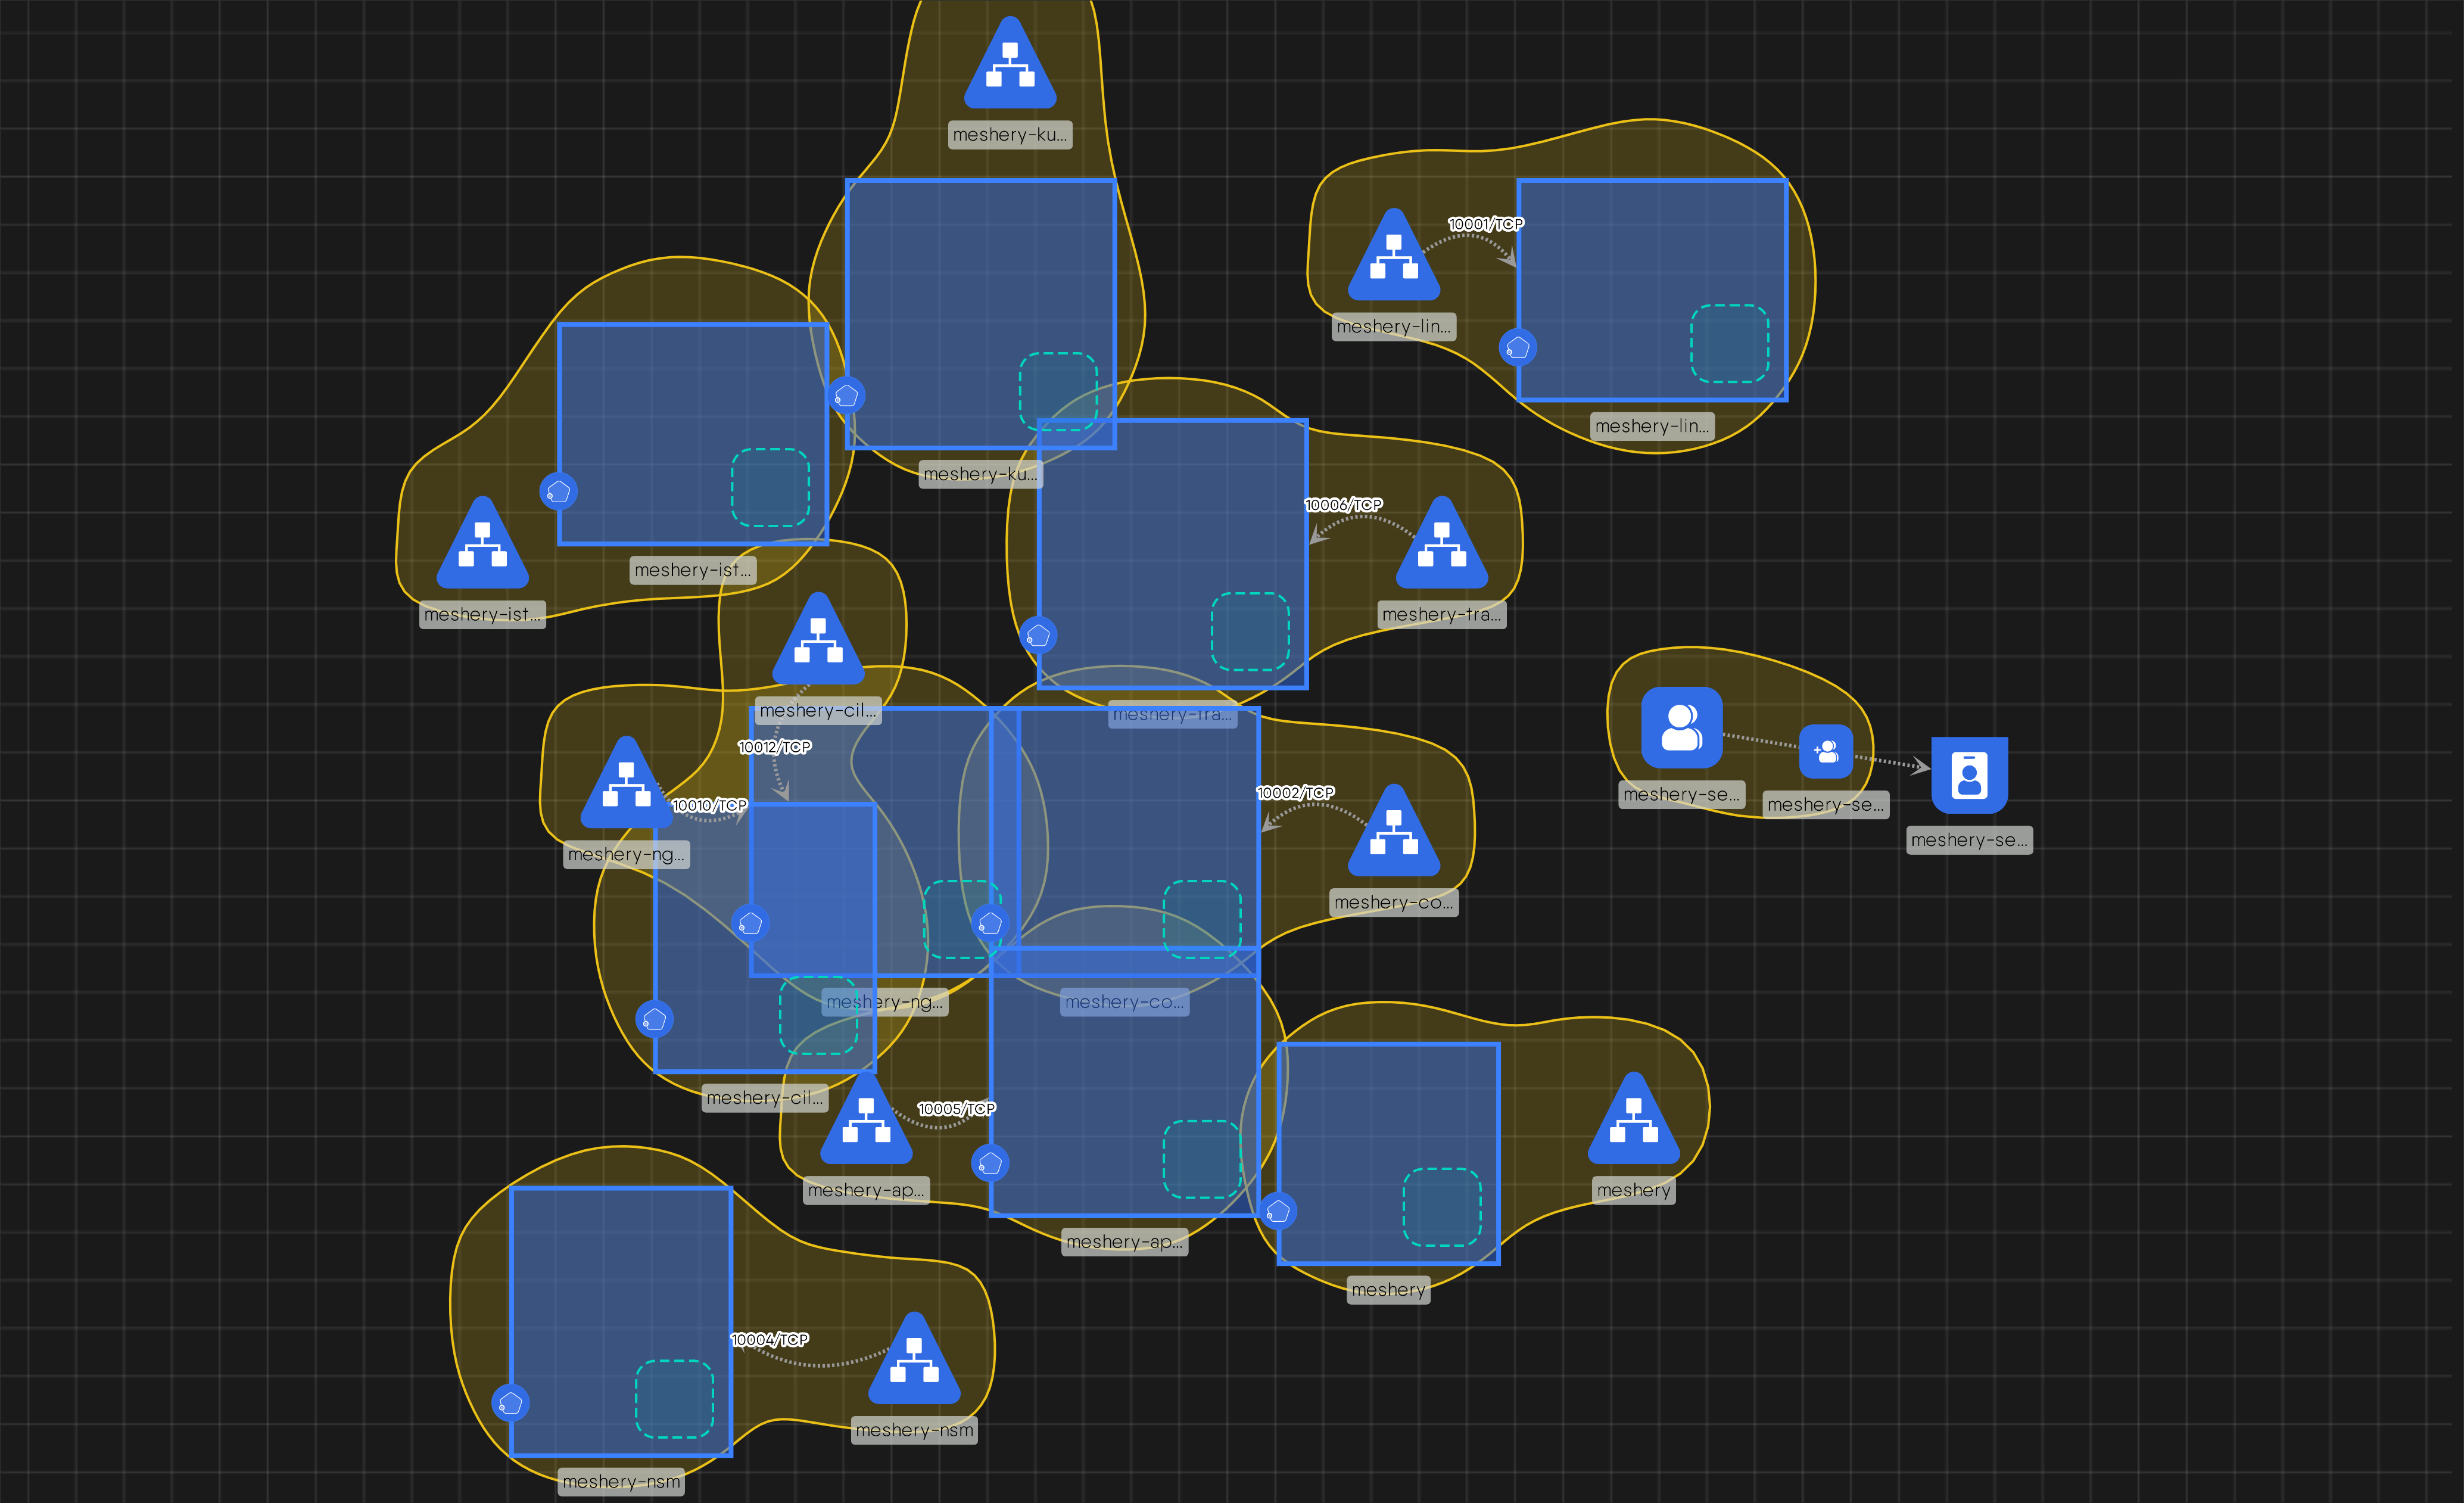 meshery-ku...
10001/TCP
meshery-lin...
meshery-lin...
meshery-ku...
10006/TCP
meshery-ist...
meshery-ist...
meshery-tra...
meshery-cil...
meshery-tra...
10012/TCP
10010/TCP
10002/TCP
meshery-se...
meshery-se...
meshery-se...
meshery-ng...
meshery-co...
meshery-ng...
meshery-co...
meshery-cil...
10005/TCP
meshery-ap...
meshery
meshery-ap...
meshery
10004/TCP
meshery-nsm
meshery-nsm